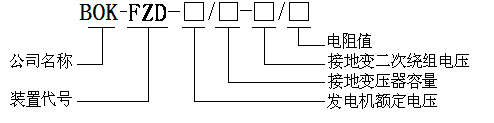 BOK-FZD-□/□-□/□
电阻值
公司名称
接地变二次绕组电压
接地变压器容量
装置代号
发电机额定电压